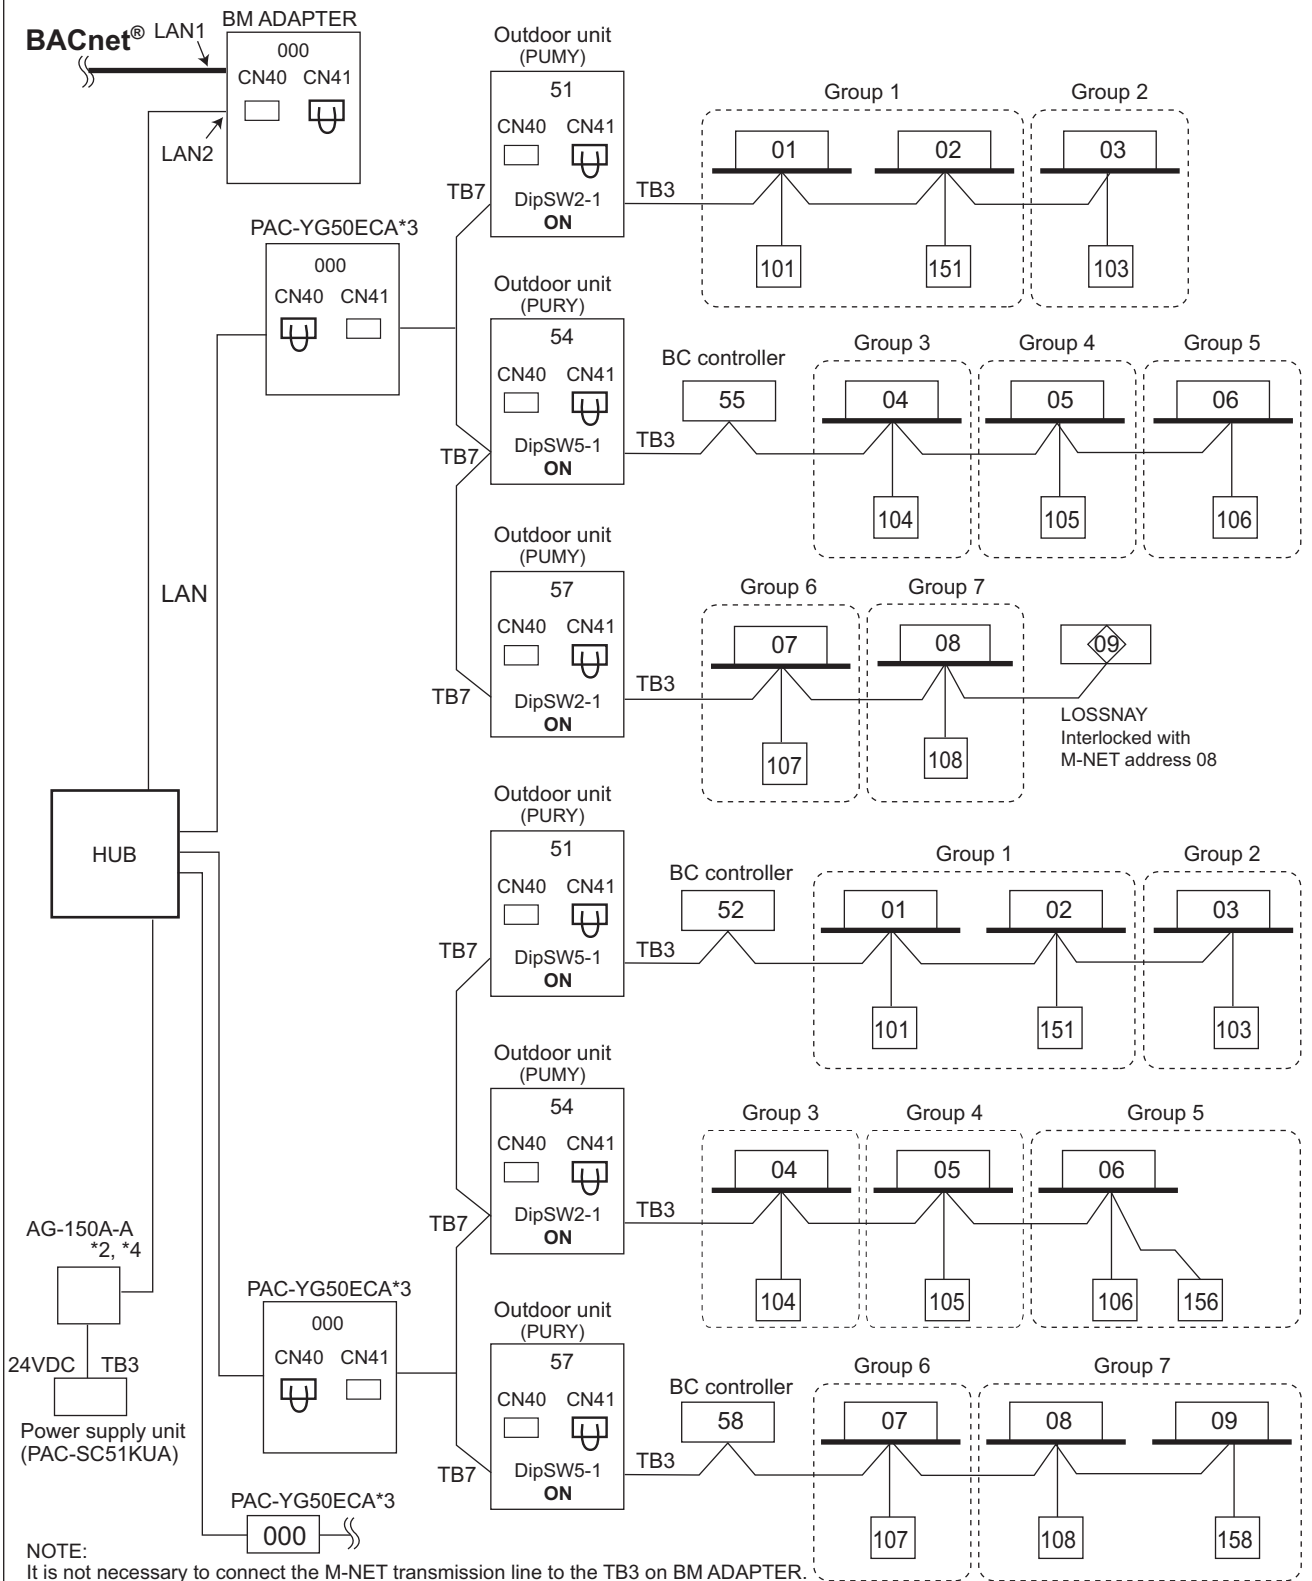 BACnet® LAN1
BM ADAPTER
000
CN40 CN41
LAN2
PAC-YG50ECA*3
000
CN40 CN41
Outdoor unit
(PUMY)
51
CN40 CN41
DipSW2-1
ON
TB7
TB3
Group 1
01 02
101 151
Group 2
03
103
Outdoor unit
(PURY)
54
CN40 CN41
DipSW5-1
ON
TB7
TB3
BC controller
55
Group 3
04
104
Group 4
05
105
Group 5
06
106
Outdoor unit
(PUMY)
57
CN40 CN41
DipSW2-1
ON
TB7
TB3
Group 6
07
107
Group 7
08
108
09
LOSSNAY
Interlocked with
M-NET address 08
LAN
HUB
Outdoor unit
(PURY)
51
CN40 CN41
DipSW5-1
ON
TB7
TB3
BC controller
52
Group 1
01 02
101 151
Group 2
03
103
Outdoor unit
(PUMY)
54
CN40 CN41
DipSW2-1
ON
TB7
TB3
Group 3
04
104
Group 4
05
105
Group 5
06
106 156
AG-150A-A
*2, *4
24VDC TB3
Power supply unit
(PAC-SC51KUA)
PAC-YG50ECA*3
000
CN40 CN41
Outdoor unit
(PURY)
57
CN40 CN41
DipSW5-1
ON
TB7
TB3
BC controller
58
Group 6
07
107
Group 7
08 09
108 158
PAC-YG50ECA*3
000
NOTE:
It is not necessary to connect the M-NET transmission line to the TB3 on BM ADAPTER.